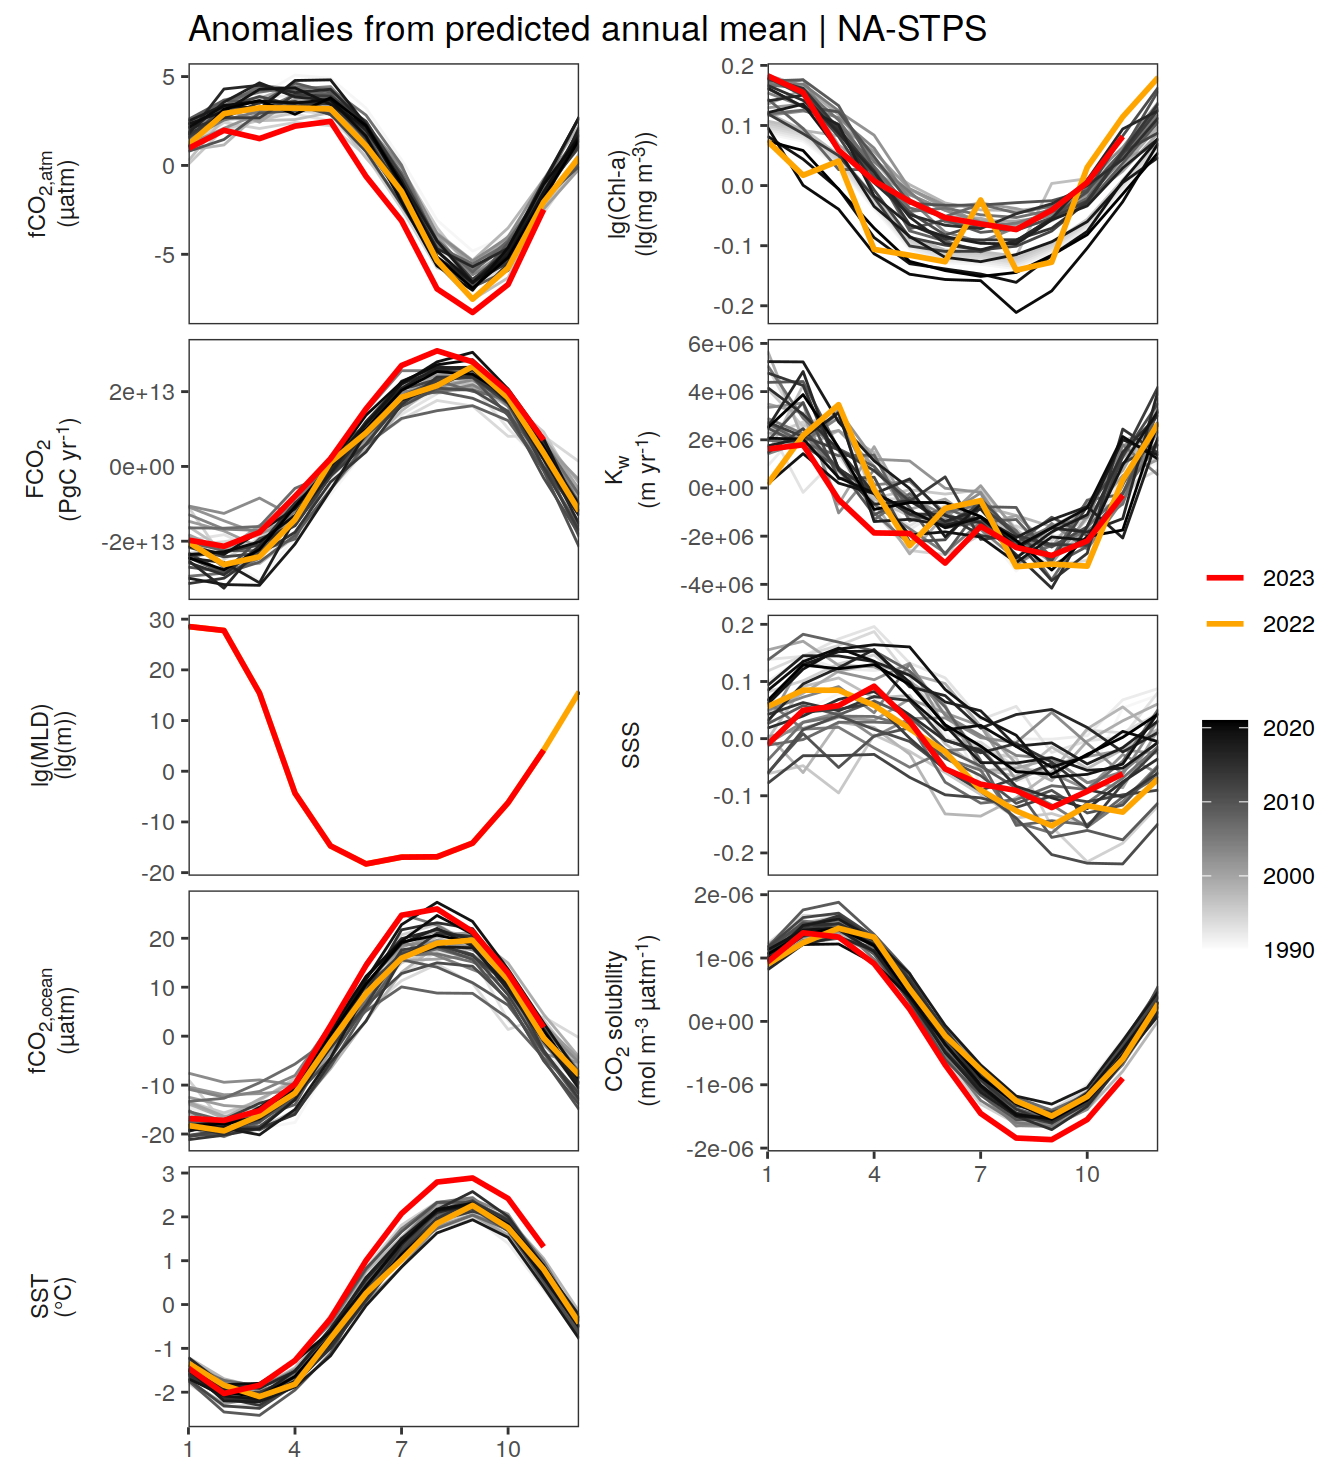 Anomalies from predicted annual mean | NA-STPS
fCO2,atm
(µatm)
5
0
-5
lg(Chl-a)
(lg(mg m-3))
0.2
0.1
0.0
-0.1
-0.2
FCO2
(PgC yr-1)
2e+13
0e+00
-2e+13
Kw
(m yr-1)
6e+06
4e+06
2e+06
0e+00
-2e+06
-4e+06
lg(MLD)
(lg(m))
30
20
10
0
-10
-20
SSS
0.2
0.1
0.0
-0.1
-0.2
fCO2,ocean
(µatm)
20
10
0
-10
-20
CO2 solubility
(mol m-3 µatm-1)
2e-06
1e-06
0e+00
-1e-06
-2e-06
1 4 7 10
SST
(°C)
3
2
1
0
-1
-2
1 4 7 10
2023
2022
2020
2010
2000
1990